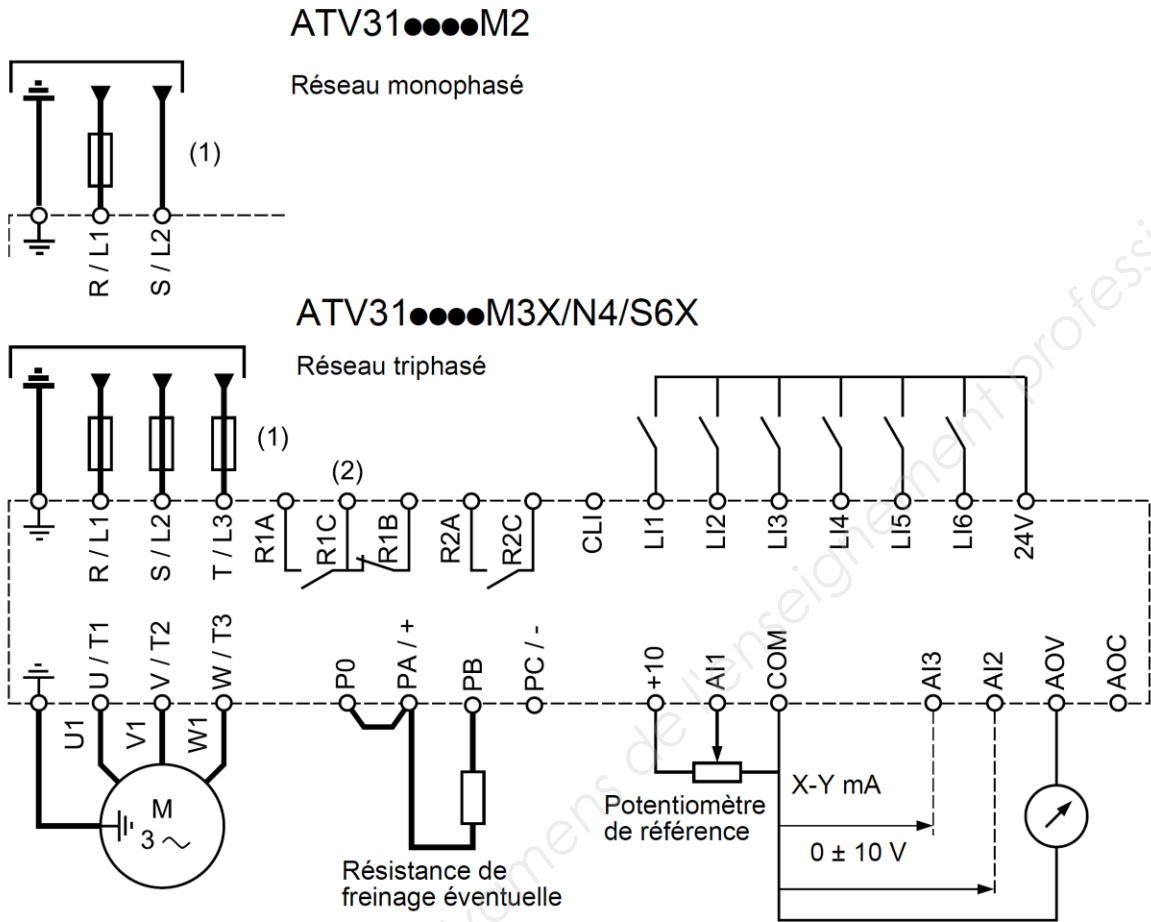 ATV31●●●●M2
Réseau monophasé
(1)
R / L1
S / L2
ATV31●●●●M3X/N4/S6X
Réseau triphasé
(1)
(2)
R / L1
S / L2
T / L3
R1A
R1C
R1B
R2A
R2C
CLI
LI1
LI2
LI3
LI4
LI5
LI6
24V
U / T1
V / T2
W / T3
P0
PA / +
PB
PC / -
+10
AI1
COM
AI3
AI2
AOV
AOC
U1
V1
W1
M
3 ~
Résistance de
freinage éventuelle
Potentiomètre
de référence
X-Y mA
0 ± 10 V
examens de l'enseignement